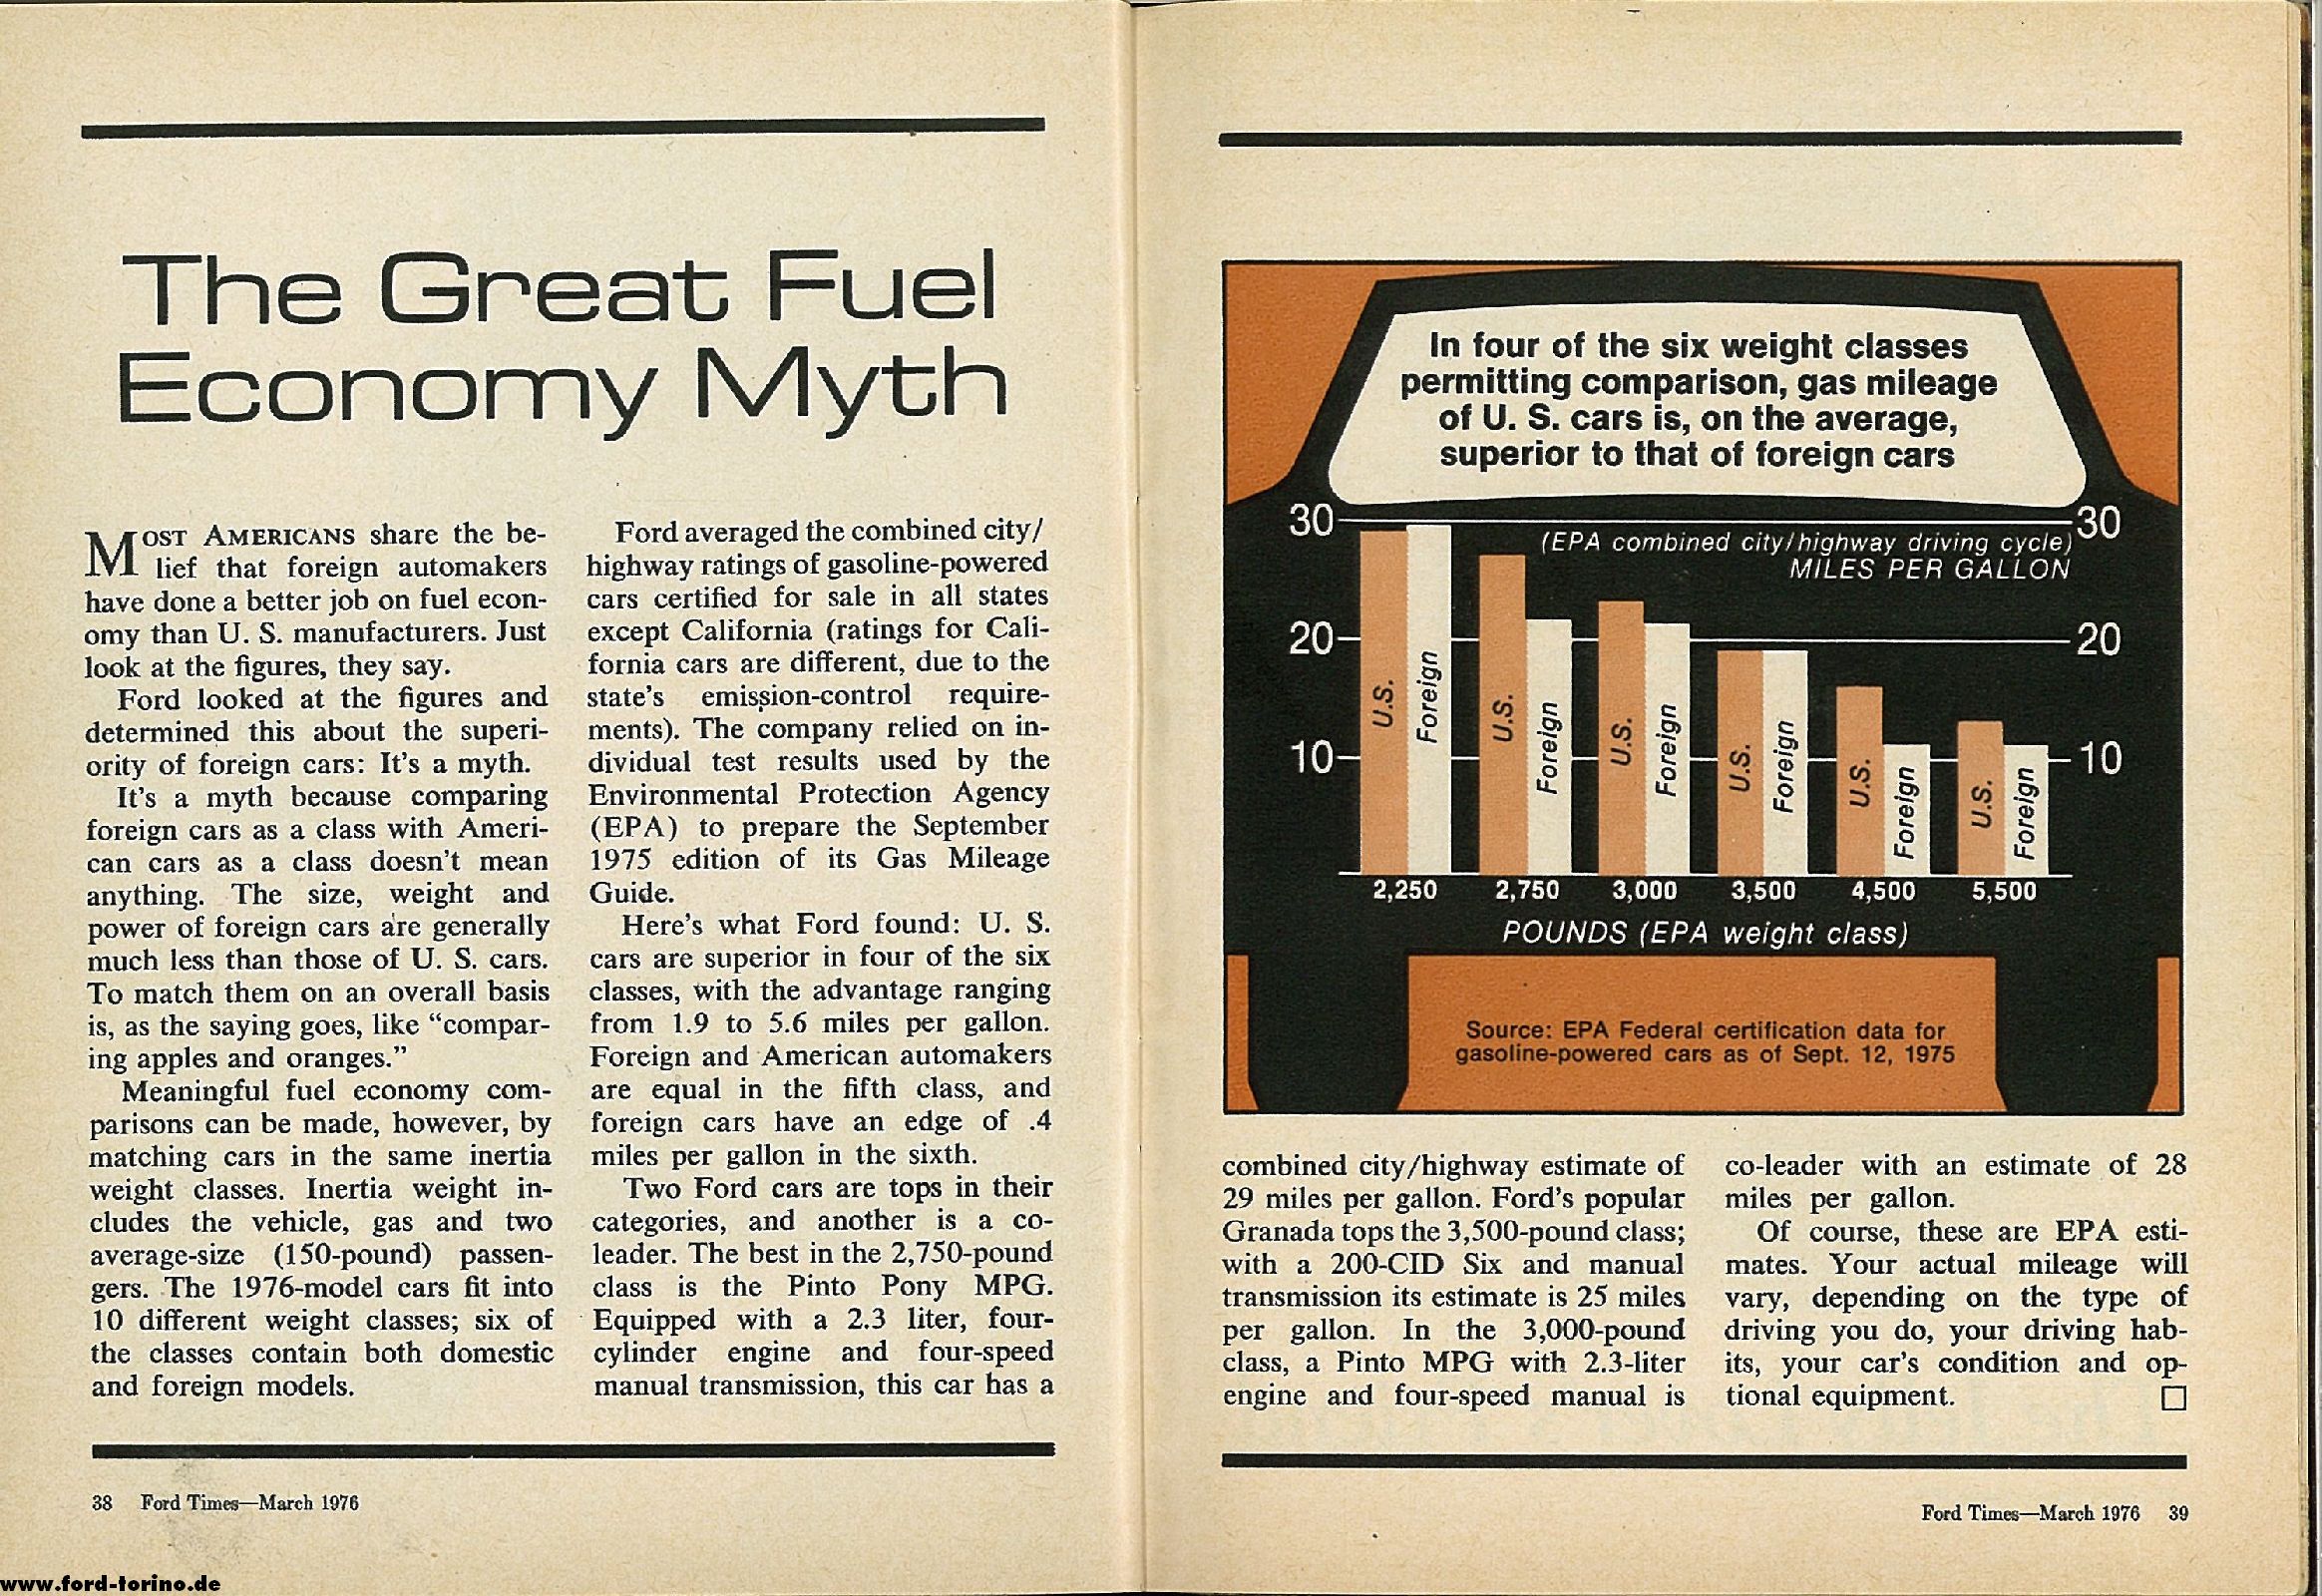 The Great Fuel
Economy Myth
MOST AMERICANS share the be-
lief that foreign automakers
have done a better job on fuel econ-
omy than U. S. manufacturers. Just
look at the figures, they say.
Ford looked at the figures and
determined this about the superi-
ority of foreign cars: It's a myth.
It's a myth because comparing
foreign cars as a class with Ameri-
can cars as a class doesn't mean
anything. The size, weight and
power of foreign cars are generally
much less than those of U. S. cars.
To match them on an overall basis
is, as the saying goes, like “compar-
ing apples and oranges.”
Meaningful fuel economy com-
parisons can be made, however, by
matching cars in the same inertia
weight classes. Inertia weight in-
cludes the vehicle, gas and two
average-size (150-pound) passen-
gers. The 1976-model cars fit into
10 different weight classes; six of
the classes contain both domestic
and foreign models.
Ford averaged the combined city/
highway ratings of gasoline-powered
cars certified for sale in all states
except California (ratings for Cali-
fornia cars are different, due to the
state's emission-control require-
ments). The company relied on in-
dividual test results used by the
Environmental Protection Agency
(EPA) to prepare the September
1975 edition of its Gas Mileage
Guide.
Here's what Ford found: U. S.
cars are superior in four of the six
classes, with the advantage ranging
from 1.9 to 5.6 miles per gallon.
Foreign and American automakers
are equal in the fifth class, and
foreign cars have an edge of .4
miles per gallon in the sixth.
Two Ford cars are tops in their
categories, and another is a co-
leader. The best in the 2,750-pound
class is the Pinto Pony MPG.
Equipped with a 2.3 liter, four-
cylinder engine and four-speed
manual transmission, this car has a
38 Ford Times—March 1976
In four of the six weight classes
permitting comparison, gas mileage
of U. S. cars is, on the average,
superior to that of foreign cars
30 30
(EPA combined city/highway driving cycle)
MILES PER GALLON
20 20
10 10
U.S. Foreign U.S. Foreign U.S. Foreign U.S. Foreign U.S. Foreign U.S. Foreign
2,250 2,750 3,000 3,500 4,500 5,500
POUNDS (EPA weight class)
Source: EPA Federal certification data for
gasoline-powered cars as of Sept. 12, 1975
combined city/highway estimate of
29 miles per gallon. Ford's popular
Granada tops the 3,500-pound class;
with a 200-CID Six and manual
transmission its estimate is 25 miles
per gallon. In the 3,000-pound
class, a Pinto MPG with 2.3-liter
engine and four-speed manual is
co-leader with an estimate of 28
miles per gallon.
Of course, these are EPA esti-
mates. Your actual mileage will
vary, depending on the type of
driving you do, your driving hab-
its, your car's condition and op-
tional equipment. □
Ford Times—March 1976 39
www.ford-torino.de